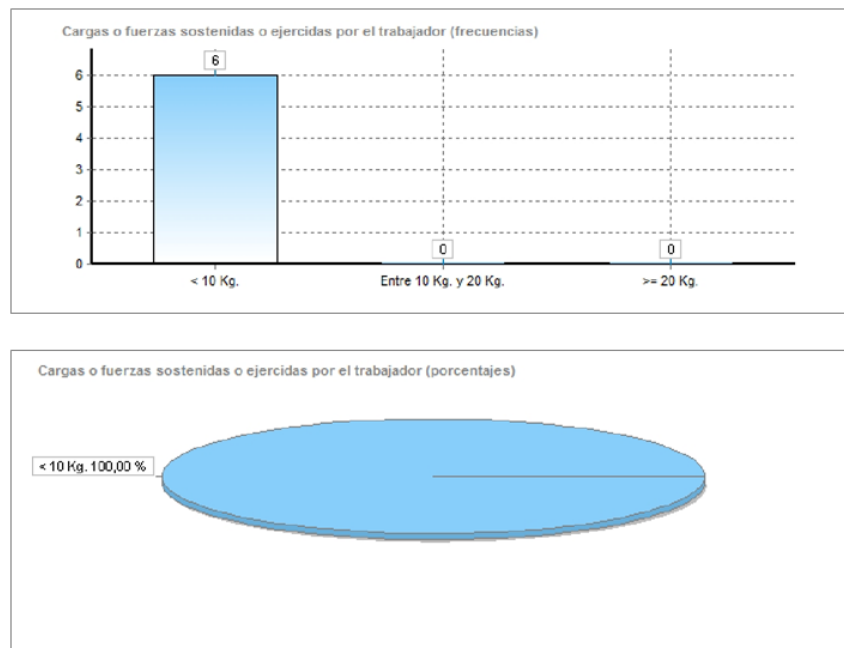 Cargas o fuerzas sostenidas o ejercidas por el trabajador (frecuencias)
6
6
5
4
3
2
1
0
0
0
< 10 Kg.
Entre 10 Kg. y 20 Kg.
>= 20 Kg.
Cargas o fuerzas sostenidas o ejercidas por el trabajador (porcentajes)
< 10 Kg. 100,00 %